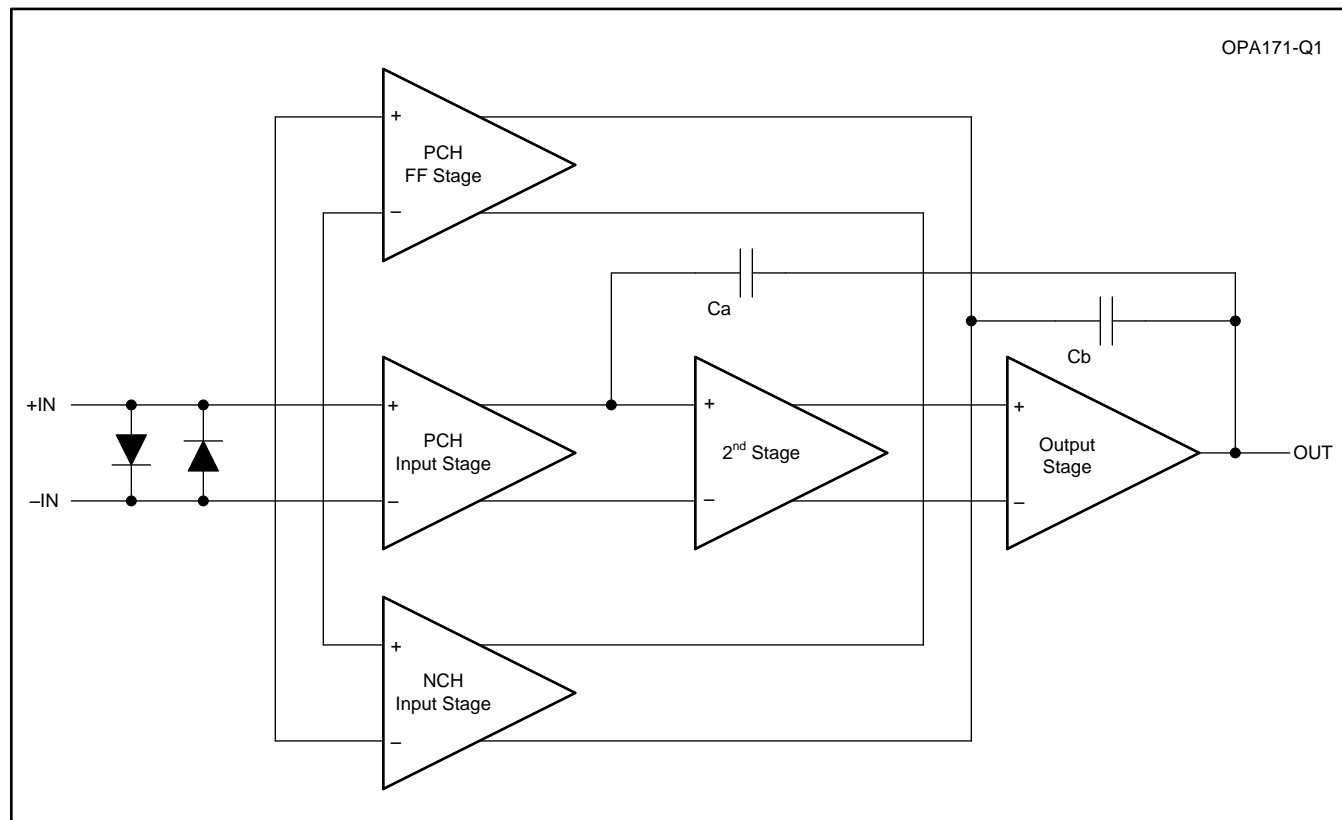 OPA171-Q1
+
PCH
FF Stage
−
Ca
Cb
+IN
+
PCH
Input Stage
−
+
2nd Stage
−
+
Output
Stage
−
OUT
–IN
+
NCH
Input Stage
−